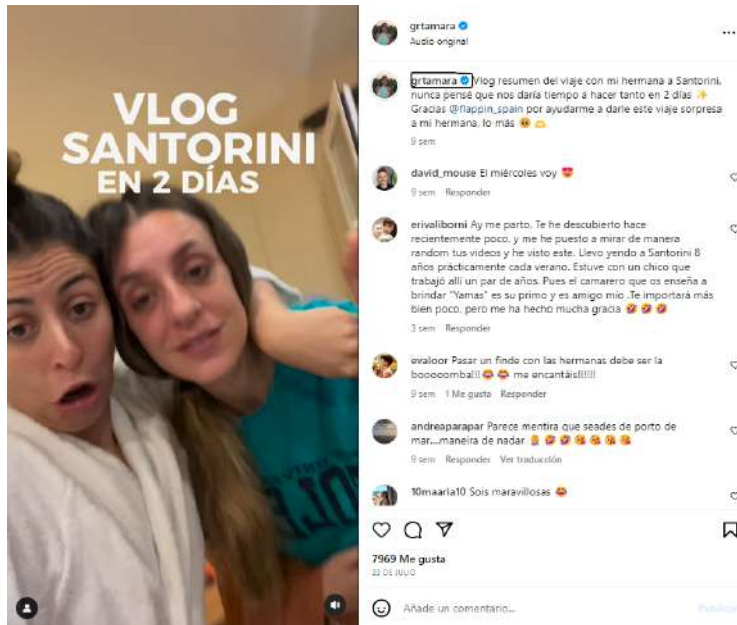 VLOG
SANTORINI
EN 2 DÍAS
grtamara
Audio original
grtamara Vlog resumen del viaje con mi hermana a Santorini,
nunca pensé que nos daría tiempo a hacer tanto en 2 días ✨
Gracias @flappin_spain por ayudarme a darle este viaje sorpresa
a mi hermana, lo más
9 sem
david_mouse El miércoles voy 😍
9 sem Responder
erivaliborni Ay me parto. Te he descubierto hace
recientemente poco, y me he puesto a mirar de manera
random tus videos y he visto este. Llevo yendo a Santorini 8
años prácticamente cada verano. Estuve con un chico que
trabajó allí un par de años. Pues el camarero que os enseña a
brindar "Yamas" es su primo y es amigo mío .Te importará más
bien poco, pero me ha hecho mucha gracia 🤣 🤣 🤣
3 sem Responder
evaloor Pasar un finde con las hermanas debe ser la
booooomba!!! me encantáis!!!!!!
9 sem 1 Me gusta Responder
andreaparapar Parece mentira que seades de porto de
mar....maneira de nadar
9 sem Responder Ver traducción
10maaria10 Sois maravillosas
7969 Me gusta
22 DE JULIO
Añade un comentario...
Publicar